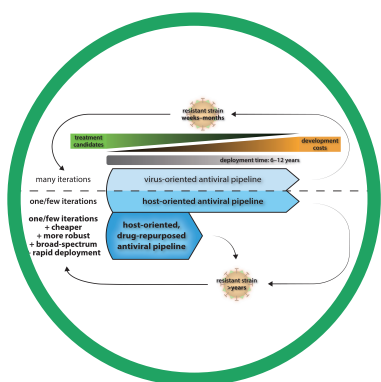 resistant strain
weeks–months
treatment
candidates
development
costs
deployment time: 6–12 years
many iterations
virus-oriented antiviral pipeline
one/few iterations
host-oriented antiviral pipeline
one/few iterations
+ cheaper
+ more robust
+ broad-spectrum
rapid deployment
host-oriented,
drug-repurposed
antiviral pipeline
resistant strain
>years